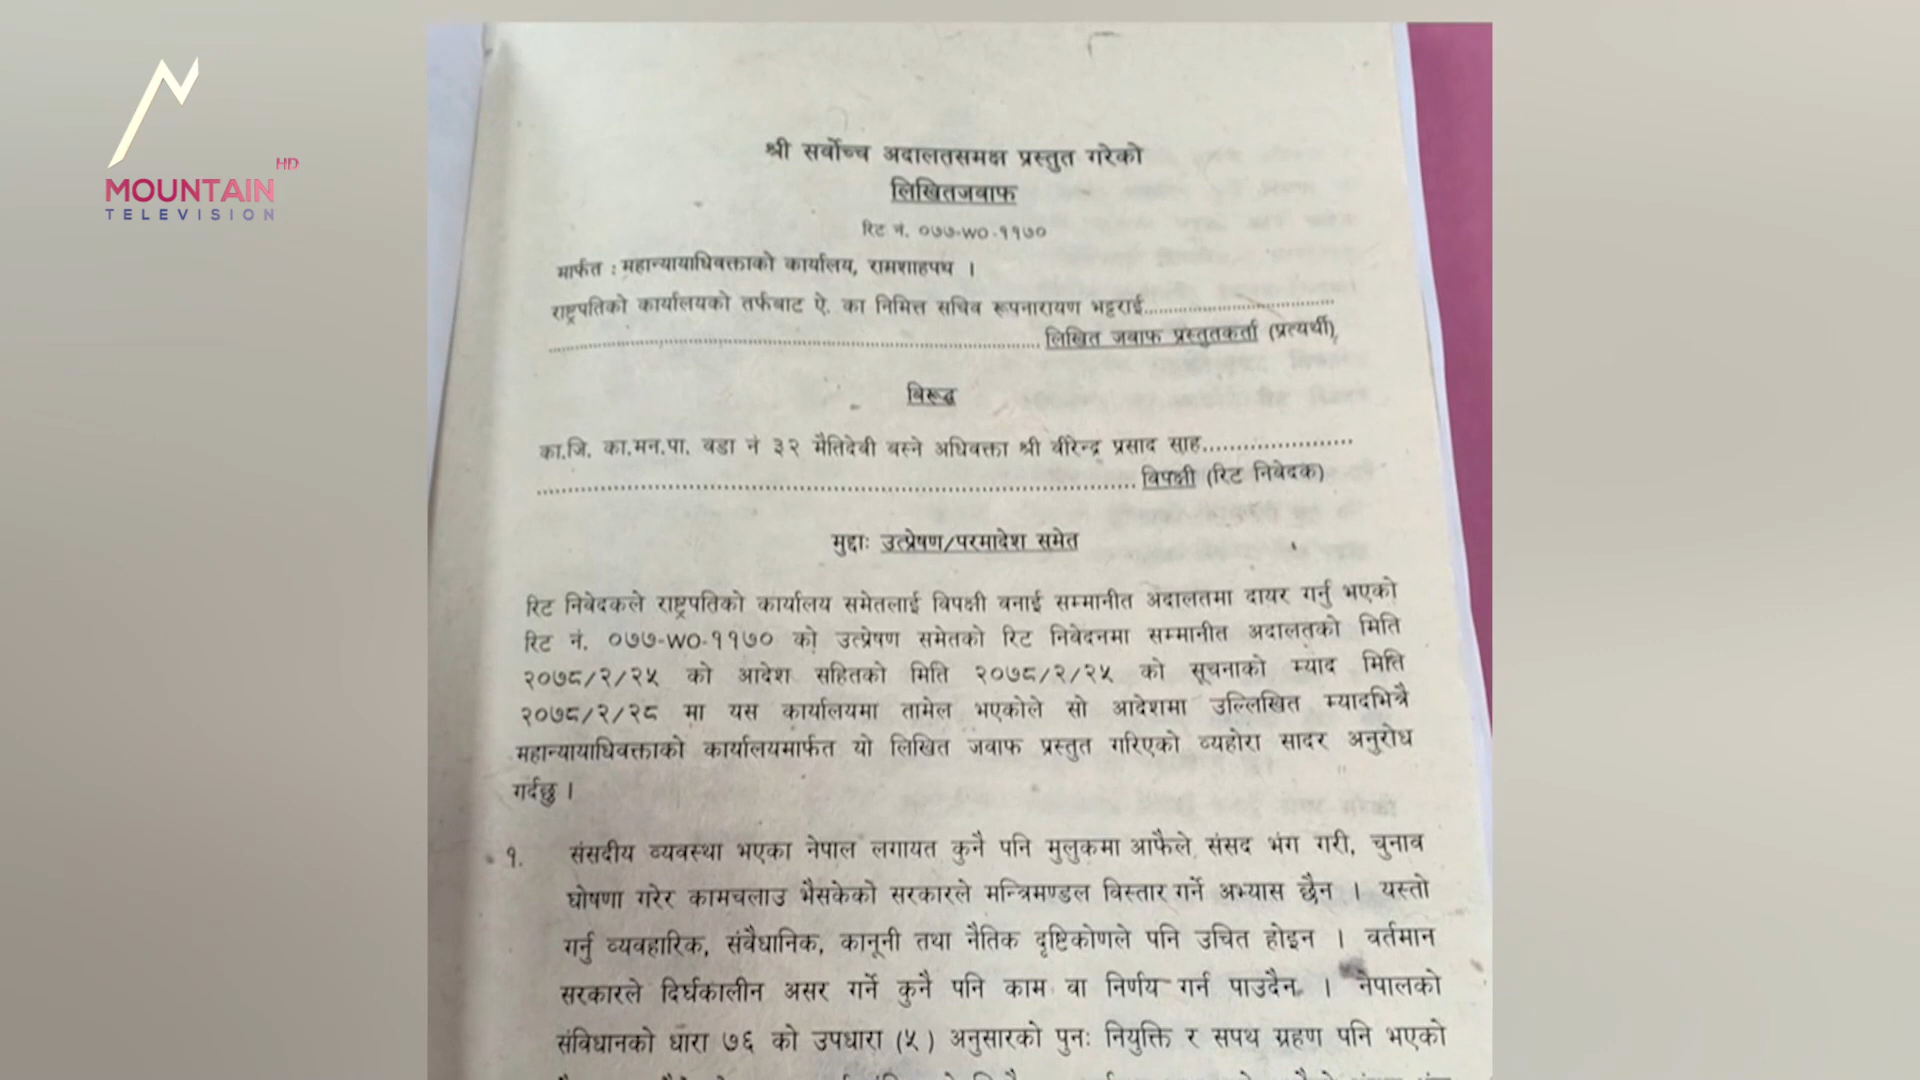 HD
MOUNTAIN
TELEVISION
श्री सर्वोच्च अदालतसमक्ष प्रस्तुत गरेको
लिखितजवाफ
रिट नं. ०७७-WO-११७०
मार्फत : महान्यायाधिवक्ताको कार्यालय, रामशाहपथ ।
राष्ट्रपतिको कार्यालयको तर्फबाट ऐ. का निमित्त सचिव रूपनारायण भट्टराई................................
................................................................................ लिखित जवाफ प्रस्तुतकर्ता (प्रत्यर्थी)
विरूद्ध
का.जि. का.मन.पा. वडा नं ३२ मैतिदेवी बस्ने अधिवक्ता श्री वीरेन्द्र प्रसाद साह......................
................................................................................ विपक्षी (रिट निवेदक)
मुद्दाः उत्प्रेषण/परमादेश समेत
रिट निवेदकले राष्ट्रपतिको कार्यालय समेतलाई विपक्षी बनाई सम्मानीत अदालतमा दायर गर्नु भएको
रिट नं. ०७७-WO-११७० को उत्प्रेषण समेतको रिट निवेदनमा सम्मानीत अदालतको मिति
२०७८/२/२५ को आदेश सहितको मिति २०७८/२/२५ को सूचनाको म्याद मिति
२०७८/२/२८ मा यस कार्यालयमा तामेल भएकोले सो आदेशमा उल्लिखित म्यादभित्रै
महान्यायाधिवक्ताको कार्यालयमार्फत यो लिखित जवाफ प्रस्तुत गरिएको व्यहोरा सादर अनुरोध
गर्दछु ।
१. संसदीय व्यवस्था भएका नेपाल लगायत कुनै पनि मुलुकमा आफैले संसद भंग गरी, चुनाव
घोषणा गरेर कामचलाउ भैसकेको सरकारले मन्त्रिमण्डल विस्तार गर्ने अभ्यास छैन । यस्तो
गर्नु व्यवहारिक, संवैधानिक, कानूनी तथा नैतिक दृष्टिकोणले पनि उचित होइन । वर्तमान
सरकारले दिर्घकालीन असर गर्ने कुनै पनि काम वा निर्णय गर्न पाउदैन । नेपालको
संविधानको धारा ७६ को उपधारा (५) अनुसारको पुनः नियुक्ति र सपथ ग्रहण पनि भएको